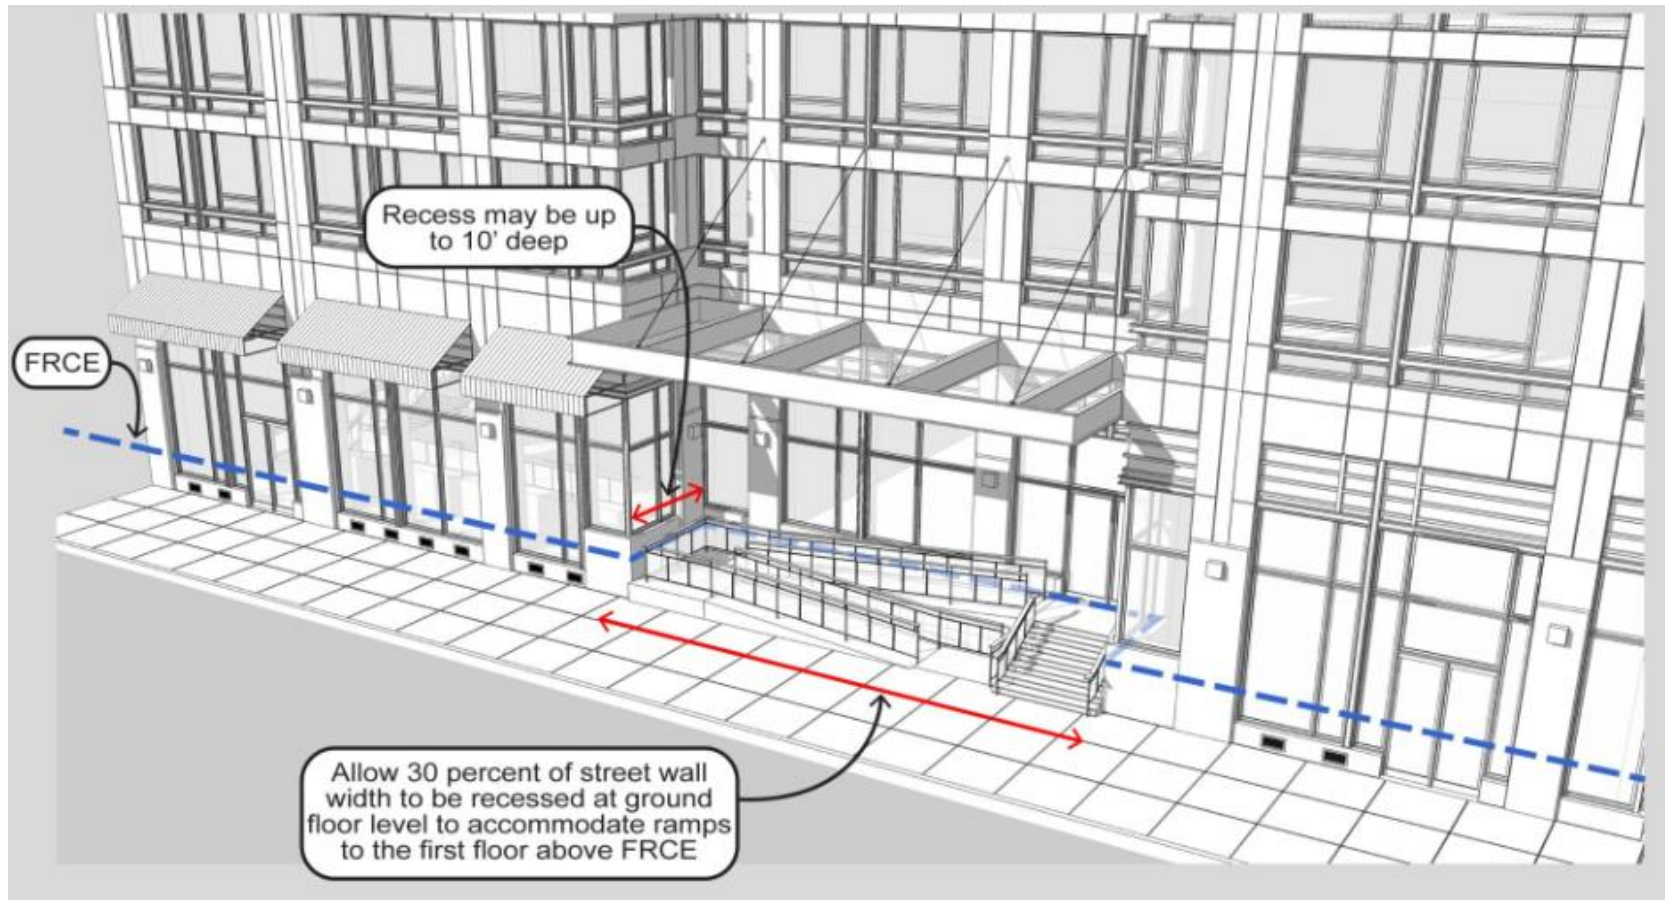 Recess may be up
to 10’ deep
FRCE
Allow 30 percent of street wall
width to be recessed at ground
floor level to accommodate ramps
to the first floor above FRCE